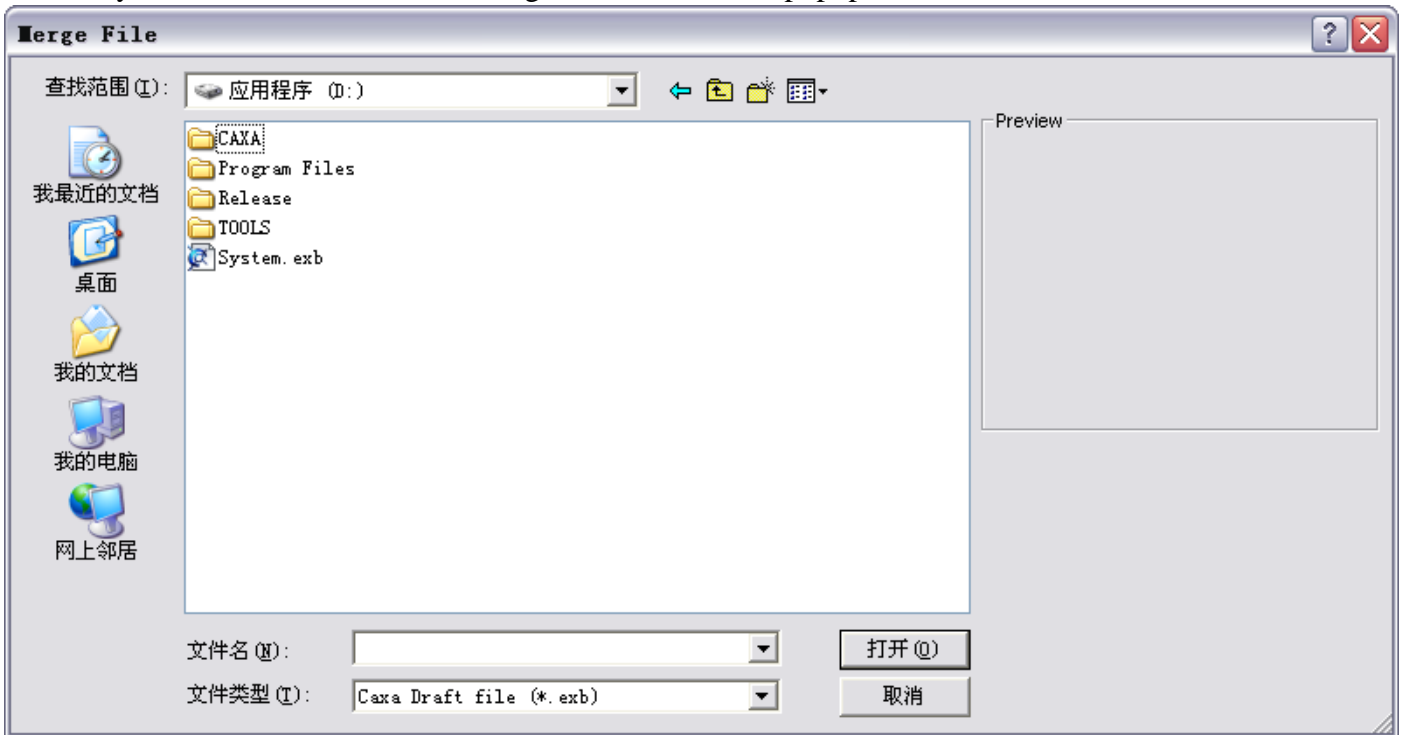 Merge File
查找范围(I):
应用程序 (D:)
Preview
CAXA
Program Files
Release
TOOLS
System.exb
我最近的文档
桌面
我的文档
我的电脑
网上邻居
文件名(N):
打开(O)
文件类型(T):
Caxa Draft file (*.exb)
取消